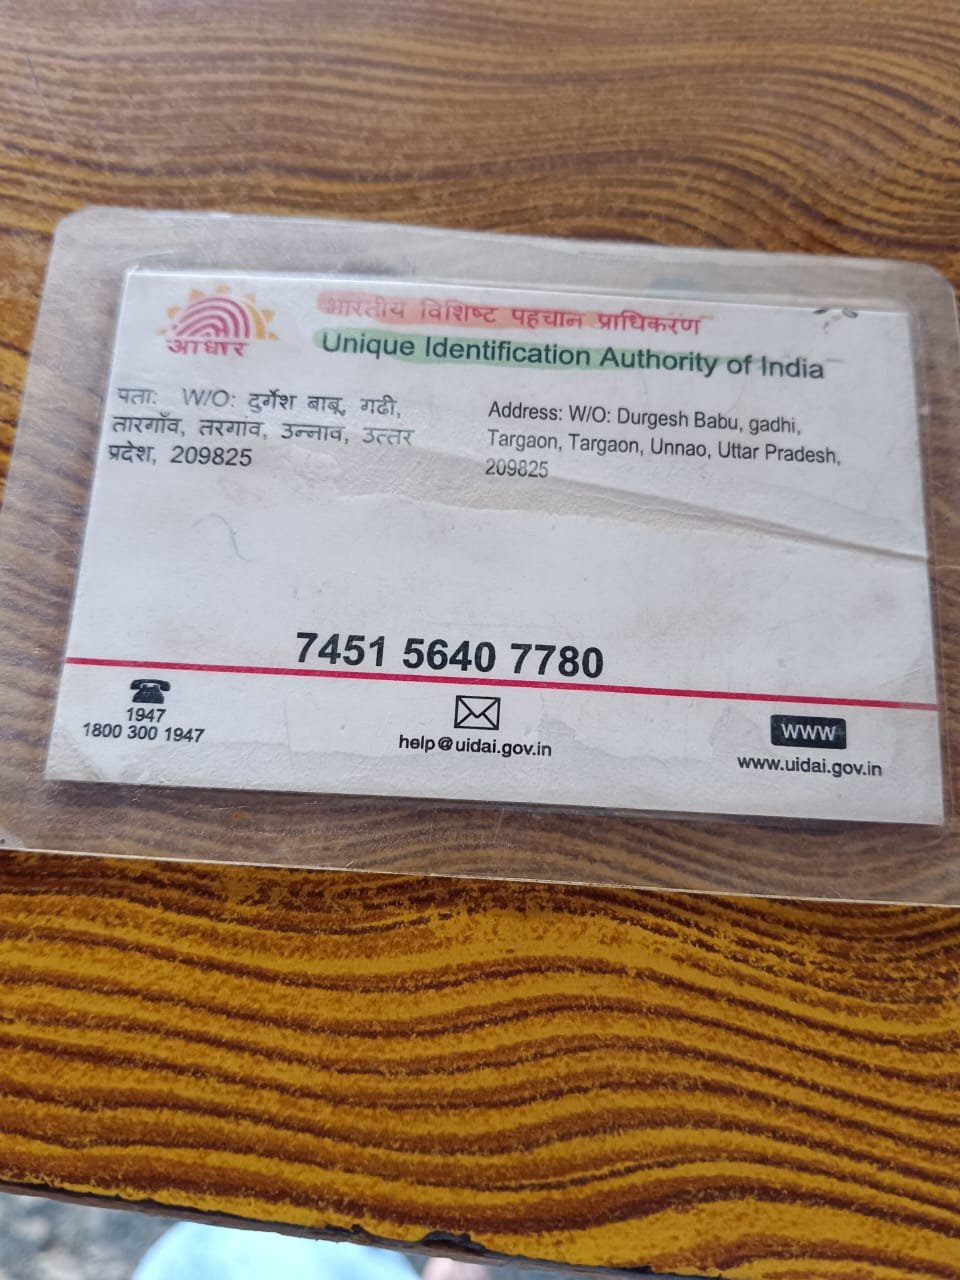 भारतीय विशिष्ट पहचान प्राधिकरण
Unique Identification Authority of India
आधार
पता: W/O: दुर्गेश बाबू, गढी,
तारगाँव, तरगांव, उन्नाव, उत्तर
प्रदेश, 209825
Address: W/O: Durgesh Babu, gadhi,
Targaon, Targaon, Unnao, Uttar Pradesh,
209825
7451 5640 7780
1947
1800 300 1947
help@uidai.gov.in
www
www.uidai.gov.in